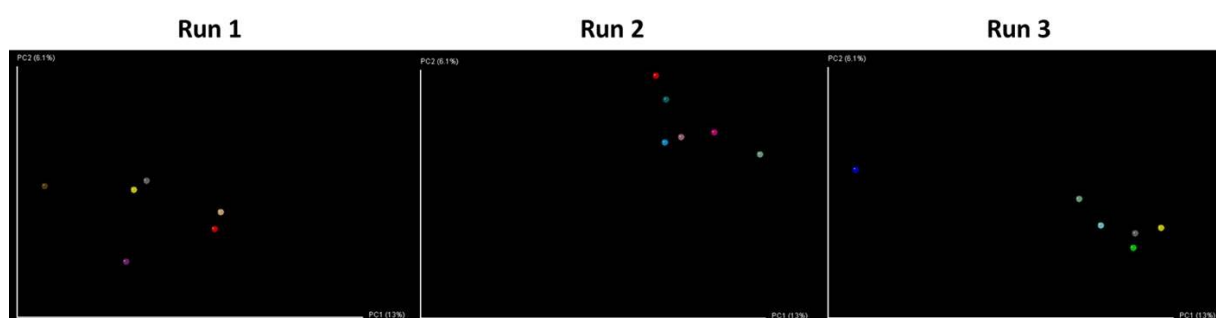 Run 1
Run 2
Run 3
PC2 (6.1%)
PC2 (6.1%)
PC2 (6.1%)
PC1 (13%)
PC1 (13%)
PC1 (13%)